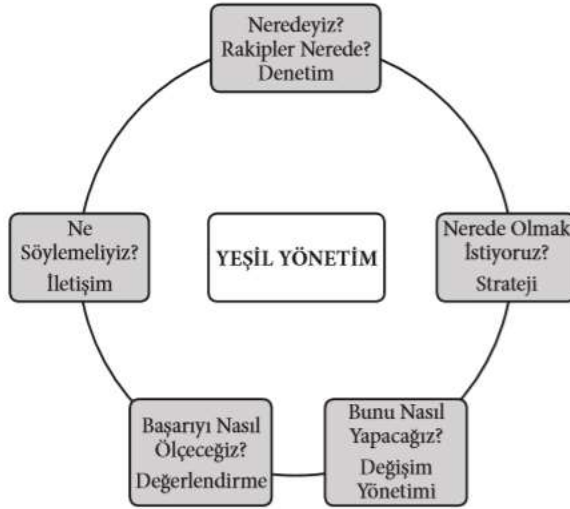 Neredeyiz?
Rakipler Nerede?
Denetim
Nerede Olmak
İstiyoruz?
Strateji
Bunu Nasıl
Yapacağız?
Değişim
Yönetimi
Başarıyı Nasıl
Ölçeceğiz?
Değerlendirme
Ne
Söylemeliyiz?
İletişim
YEŞİL YÖNETİM